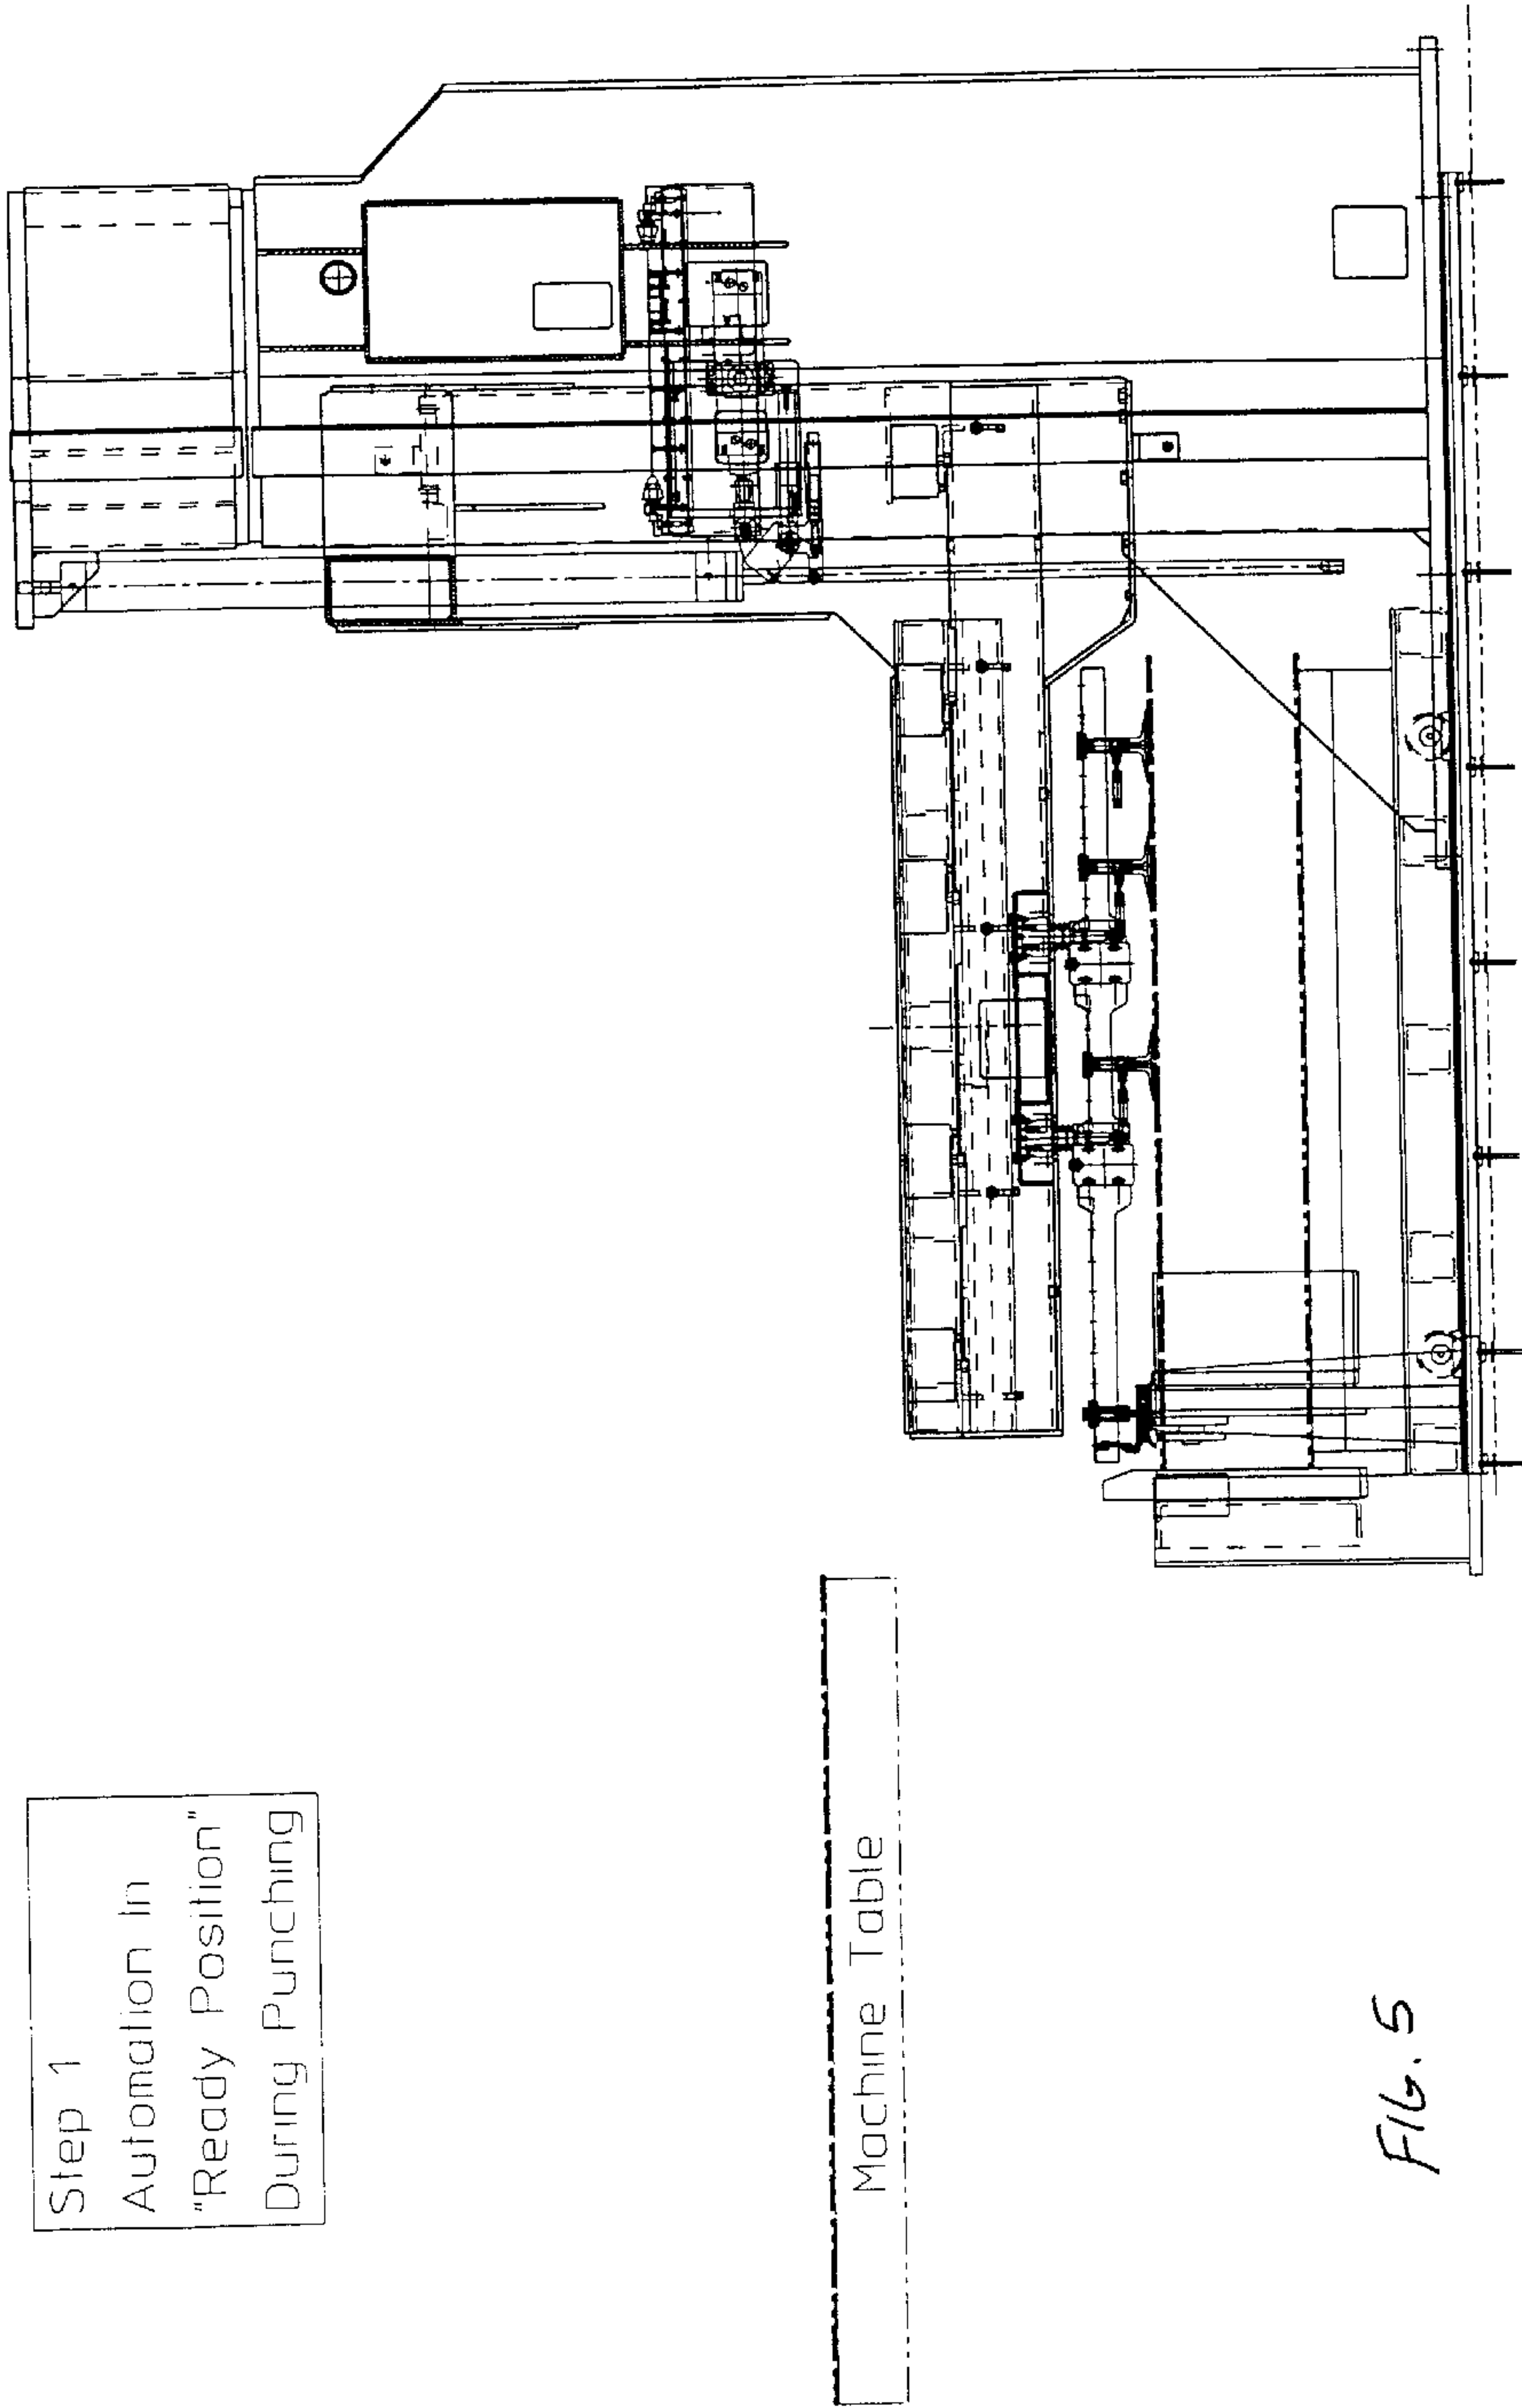 Step 1
Automation In
"Ready Position"
During Punching
Machine Table
FIG. 5